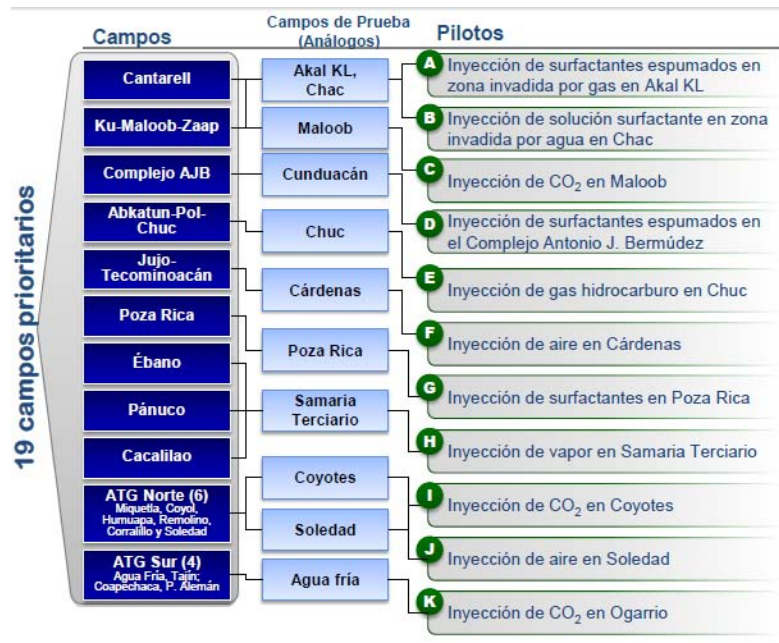 Campos
Campos de Prueba
(Análogos)
Pilotos
19 campos prioritarios
Cantarell
Ku-Maloob-Zaap
Complejo AJB
Abkatun-Pol-
Chuc
Jujo-
Tecominoacán
Poza Rica
Ébano
Pánuco
Cacalilao
ATG Norte (6)
Miquetla, Coyol,
Humuapa, Remolino,
Corralillo y Soledad
ATG Sur (4)
Agua Fría, Tajín;
Coapechaca, P. Alemán
Akal KL,
Chac
Maloob
Cunduacán
Chuc
Cárdenas
Poza Rica
Samaria
Terciario
Coyotes
Soledad
Agua fría
A Inyección de surfactantes espumados en
zona invadida por gas en Akal KL
B Inyección de solución surfactante en zona
invadida por agua en Chac
C Inyección de CO2 en Maloob
D Inyección de surfactantes espumados en
el Complejo Antonio J. Bermúdez
E Inyección de gas hidrocarburo en Chuc
F Inyección de aire en Cárdenas
G Inyección de surfactantes en Poza Rica
H Inyección de vapor en Samaria Terciario
I Inyección de CO2 en Coyotes
J Inyección de aire en Soledad
K Inyección de CO2 en Ogarrio